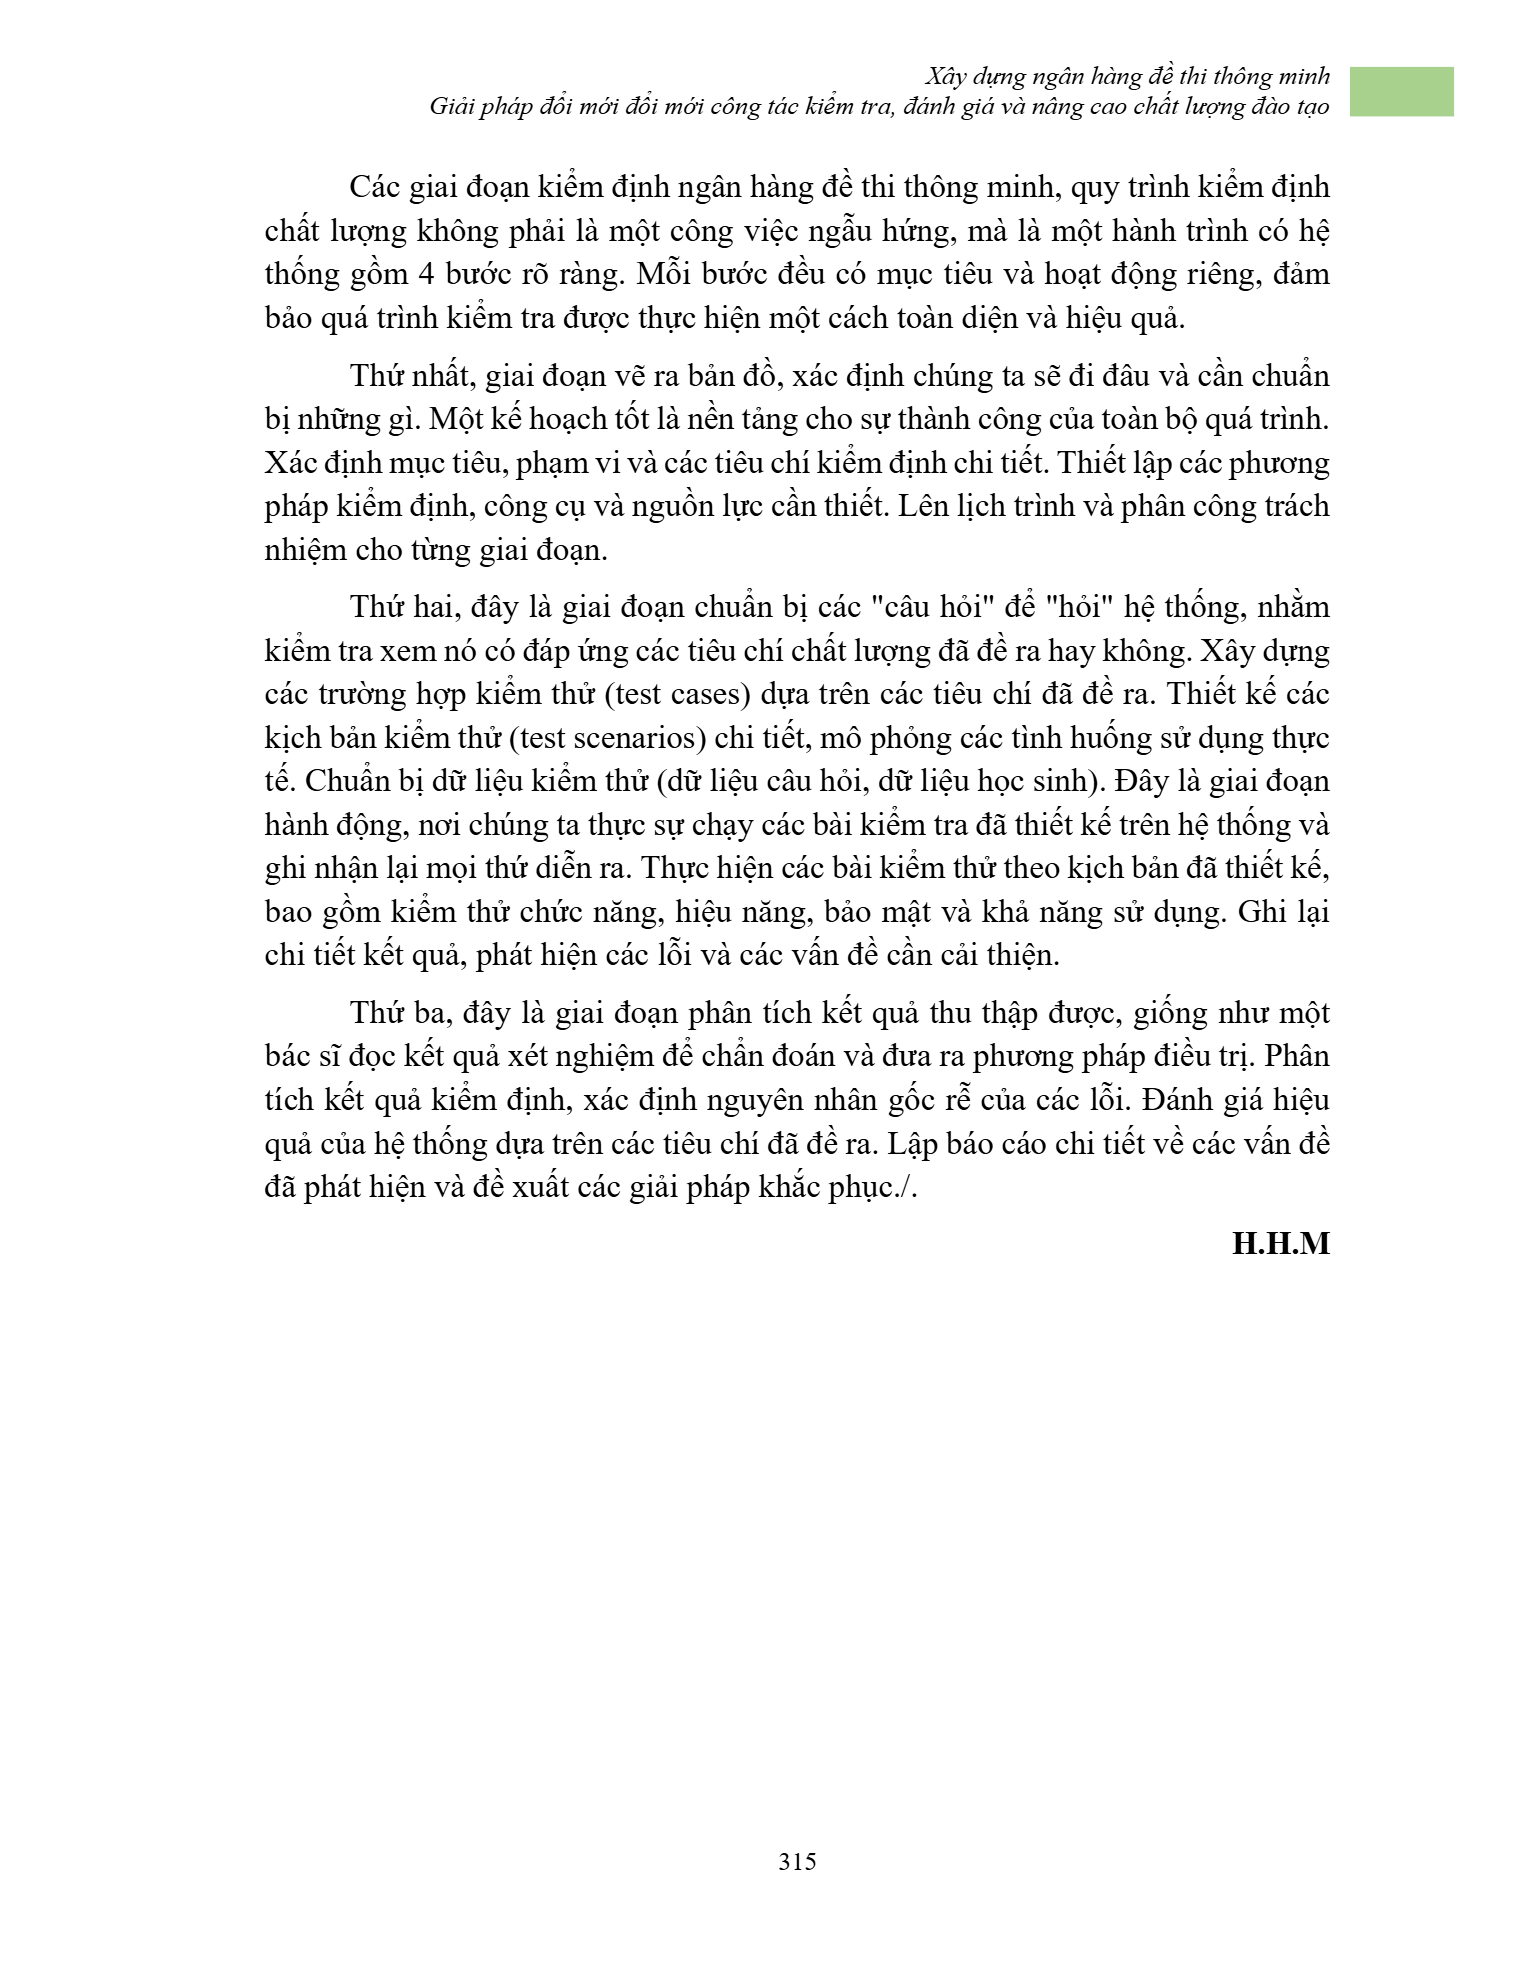 Xây dựng ngân hàng đề thi thông minh
Giải pháp đổi mới đổi mới công tác kiểm tra, đánh giá và nâng cao chất lượng đào tạo
Các giai đoạn kiểm định ngân hàng đề thi thông minh, quy trình kiểm định
chất lượng không phải là một công việc ngẫu hứng, mà là một hành trình có hệ
thống gồm 4 bước rõ ràng. Mỗi bước đều có mục tiêu và hoạt động riêng, đảm
bảo quá trình kiểm tra được thực hiện một cách toàn diện và hiệu quả.
Thứ nhất, giai đoạn vẽ ra bản đồ, xác định chúng ta sẽ đi đâu và cần chuẩn
bị những gì. Một kế hoạch tốt là nền tảng cho sự thành công của toàn bộ quá trình.
Xác định mục tiêu, phạm vi và các tiêu chí kiểm định chi tiết. Thiết lập các phương
pháp kiểm định, công cụ và nguồn lực cần thiết. Lên lịch trình và phân công trách
nhiệm cho từng giai đoạn.
Thứ hai, đây là giai đoạn chuẩn bị các "câu hỏi" để "hỏi" hệ thống, nhằm
kiểm tra xem nó có đáp ứng các tiêu chí chất lượng đã đề ra hay không. Xây dựng
các trường hợp kiểm thử (test cases) dựa trên các tiêu chí đã đề ra. Thiết kế các
kịch bản kiểm thử (test scenarios) chi tiết, mô phỏng các tình huống sử dụng thực
tế. Chuẩn bị dữ liệu kiểm thử (dữ liệu câu hỏi, dữ liệu học sinh). Đây là giai đoạn
hành động, nơi chúng ta thực sự chạy các bài kiểm tra đã thiết kế trên hệ thống và
ghi nhận lại mọi thứ diễn ra. Thực hiện các bài kiểm thử theo kịch bản đã thiết kế,
bao gồm kiểm thử chức năng, hiệu năng, bảo mật và khả năng sử dụng. Ghi lại
chi tiết kết quả, phát hiện các lỗi và các vấn đề cần cải thiện.
Thứ ba, đây là giai đoạn phân tích kết quả thu thập được, giống như một
bác sĩ đọc kết quả xét nghiệm để chẩn đoán và đưa ra phương pháp điều trị. Phân
tích kết quả kiểm định, xác định nguyên nhân gốc rễ của các lỗi. Đánh giá hiệu
quả của hệ thống dựa trên các tiêu chí đã đề ra. Lập báo cáo chi tiết về các vấn đề
đã phát hiện và đề xuất các giải pháp khắc phục./.
H.H.M
315